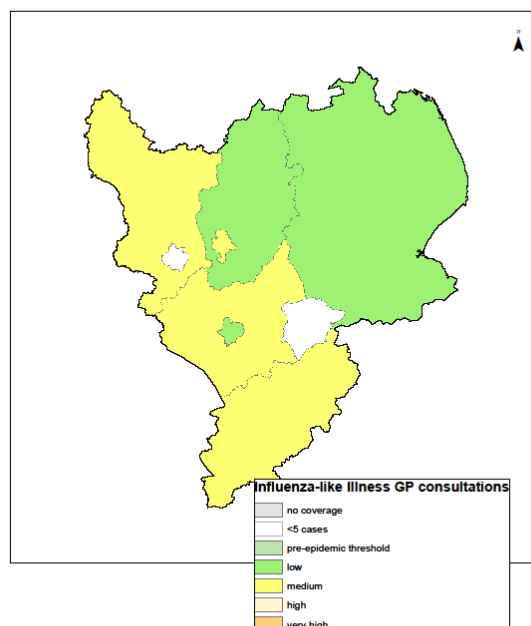 N
Influenza-like Illness GP consultations
no coverage
<5 cases
pre-epidemic threshold
low
medium
high
very high